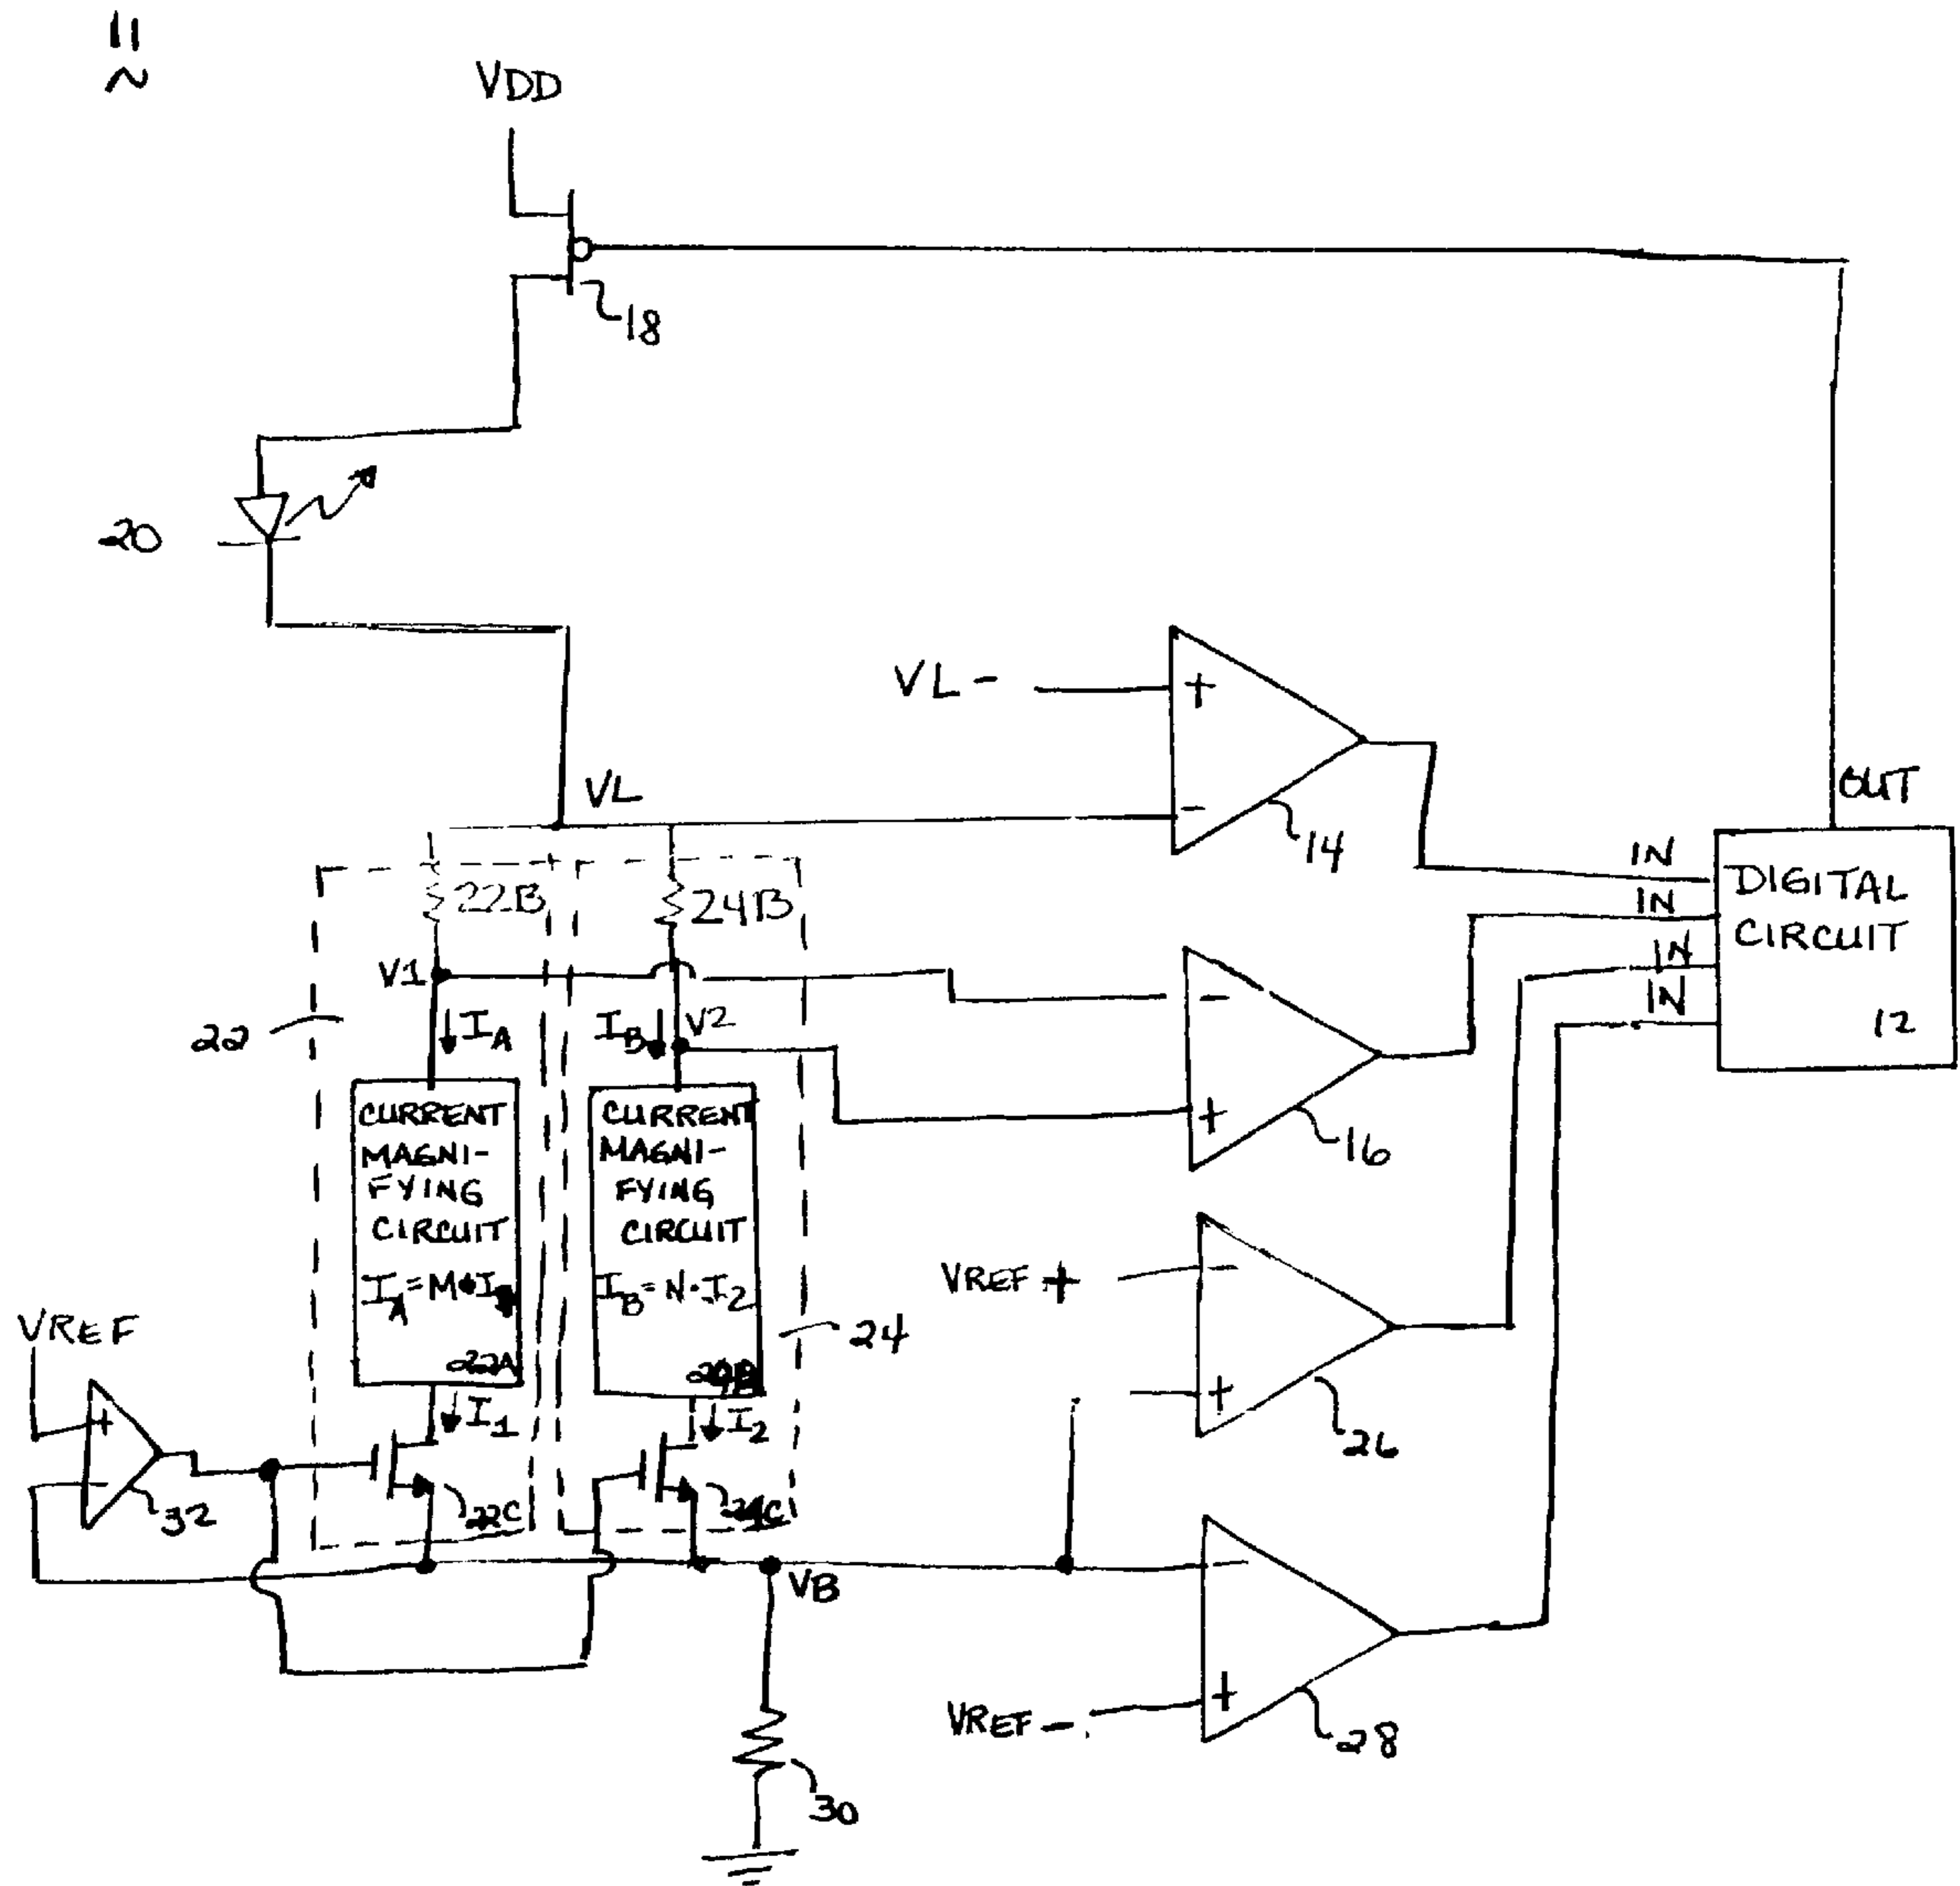 11
VDD
18
20
VL -
+
-
VL
14
OUT
IN
IN
IN
IN
DIGITAL
CIRCUIT
12
22B
24B
V1
22
IA
IB
V2
-
+
16
CURRENT
MAGNI-
FYING
CIRCUIT
IA=M•I1
22A
CURRENT
MAGNI-
FYING
CIRCUIT
IB=N·I2
24
VREF +
-
+
26
VREF
+
-
32
I1
I2
22C
24C
VB
-
+
VREF -
28
30